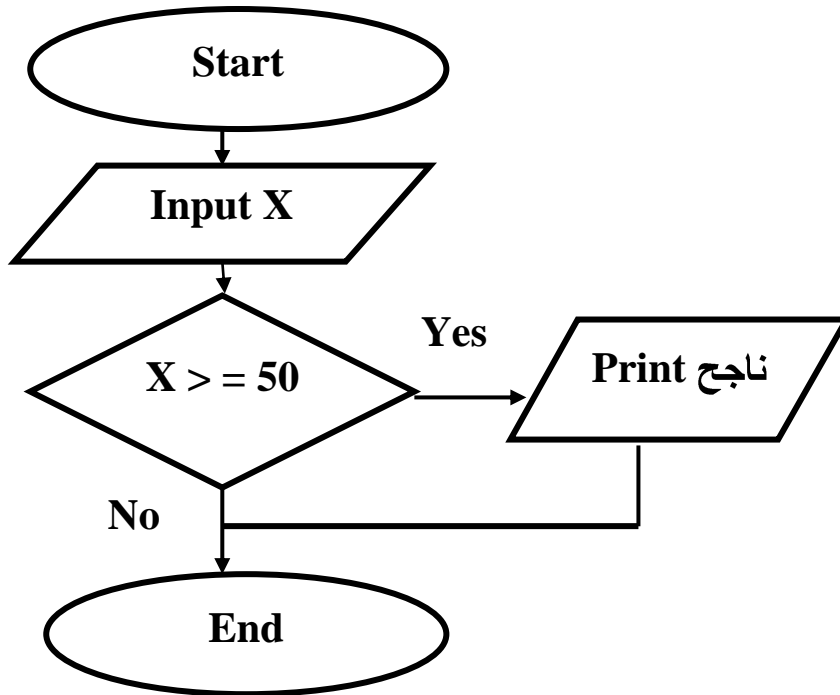 Start
Input X
X > = 50
Yes
Print ناجح
No
End